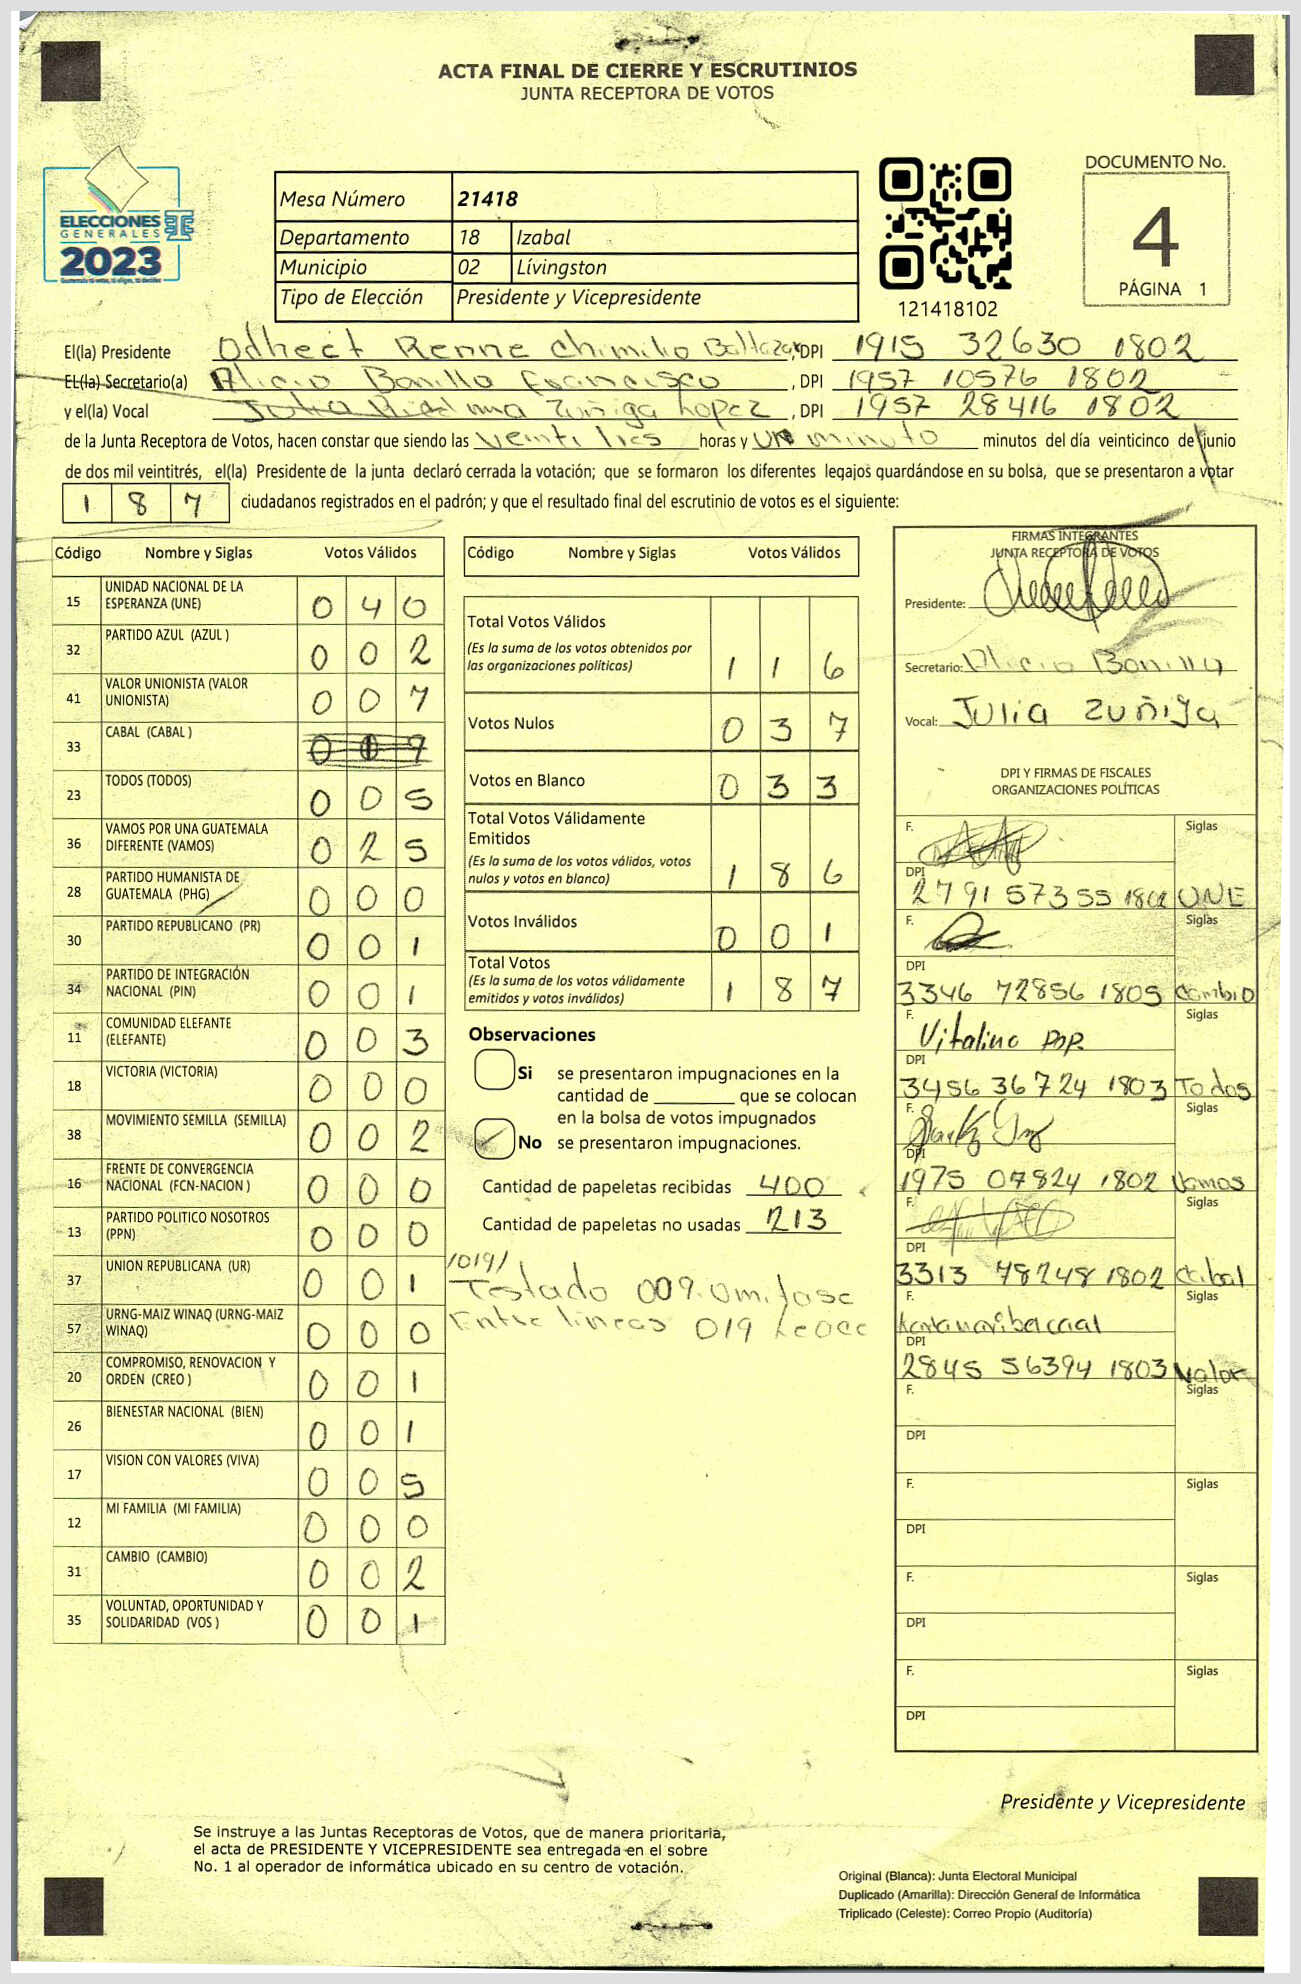 ACTA FINAL DE CIERRE Y ESCRUTINIOS
JUNTA RECEPTORA DE VOTOS
ELECCIONES
GENERALES
2023
Mesa Número 21418
Departamento 18 Izabal
Municipio 02 Lívingston
Tipo de Elección Presidente y Vicepresidente
121418102
DOCUMENTO No.
4
PÁGINA 1
El(la) Presidente Odhect Renne Chimilio Baltazar, DPI 1915 32630 1802
EL(la) Secretario(a) Alicio Bonilla Francisco, DPI 1957 10576 1802
y el(la) Vocal Zuñiga Lopez, DPI 1957 28416 1802
de la Junta Receptora de Votos, hacen constar que siendo las horas y un minuto minutos del día veinticinco de junio
de dos mil veintitrés, el(la) Presidente de la junta declaró cerrada la votación; que se formaron los diferentes legajos quardándose en su bolsa, que se presentaron a votar
1 8 7 ciudadanos registrados en el padrón; y que el resultado final del escrutinio de votos es el siguiente:
Código Nombre y Siglas Votos Válidos
15 UNIDAD NACIONAL DE LA ESPERANZA (UNE) 0 4 0
32 PARTIDO AZUL (AZUL ) 0 0 2
41 VALOR UNIONISTA (VALOR UNIONISTA) 0 0 7
33 CABAL (CABAL )
23 TODOS (TODOS) 0 0 5
36 VAMOS POR UNA GUATEMALA DIFERENTE (VAMOS) 0 2 5
28 PARTIDO HUMANISTA DE GUATEMALA (PHG) 0 0 0
30 PARTIDO REPUBLICANO (PR) 0 0 1
34 PARTIDO DE INTEGRACIÓN NACIONAL (PIN) 0 0 1
11 COMUNIDAD ELEFANTE (ELEFANTE) 0 0 3
18 VICTORIA (VICTORIA) 0 0 0
38 MOVIMIENTO SEMILLA (SEMILLA) 0 0 2
16 FRENTE DE CONVERGENCIA NACIONAL (FCN-NACION ) 0 0 0
13 PARTIDO POLITICO NOSOTROS (PPN) 0 0 0
37 UNION REPUBLICANA (UR) 0 0 1
57 URNG-MAIZ WINAQ (URNG-MAIZ WINAQ) 0 0 0
20 COMPROMISO, RENOVACION Y ORDEN (CREO ) 0 0 1
26 BIENESTAR NACIONAL (BIEN) 0 0 1
17 VISION CON VALORES (VIVA) 0 0 5
12 MI FAMILIA (MI FAMILIA) 0 0 0
31 CAMBIO (CAMBIO) 0 0 2
35 VOLUNTAD, OPORTUNIDAD Y SOLIDARIDAD (VOS ) 0 0 1
Código Nombre y Siglas Votos Válidos
Total Votos Válidos
(Es la suma de los votos obtenidos por
las organizaciones políticas) 1 1 6
Votos Nulos 0 3 7
Votos en Blanco 0 3 3
Total Votos Válidamente
Emitidos
(Es la suma de los votos válidos, votos
nulos y votos en blanco) 1 8 6
Votos Inválidos 0 0 1
Total Votos
(Es la suma de los votos válidamente
emitidos y votos inválidos) 1 8 7
Observaciones
Si se presentaron impugnaciones en la
cantidad de ________ que se colocan
en la bolsa de votos impugnados
No se presentaron impugnaciones.
Cantidad de papeletas recibidas 400
Cantidad de papeletas no usadas 213
/019/
Testado 009. Omitase
Entre lineas 019 Lease
FIRMAS INTEGRANTES
JUNTA RECEPTORA DE VOTOS
Presidente:
Secretario: Alicio Bonilla
Vocal: Julia Zuñiga
DPI Y FIRMAS DE FISCALES
ORGANIZACIONES POLÍTICAS
F. Siglas
DPI
2791 57355 1802 UNE
F. Siglas
DPI
3346 72856 1805 Cambio
F. Vitalino Pop. Siglas
DPI
3456 36724 1803 Todos
F. Siglas
DPI
1975 07824 1802 Vamos
F. Siglas
DPI
3313 78248 1802 Cabal
F. Siglas
DPI
2845 56394 1803 Valor
F. Siglas
DPI
F. Siglas
DPI
F. Siglas
DPI
F. Siglas
DPI
Presidente y Vicepresidente
Se instruye a las Juntas Receptoras de Votos, que de manera prioritaria,
el acta de PRESIDENTE Y VICEPRESIDENTE sea entregada en el sobre
No. 1 al operador de informática ubicado en su centro de votación.
Original (Blanca): Junta Electoral Municipal
Duplicado (Amarilla): Dirección General de Informática
Triplicado (Celeste): Correo Propio (Auditoría)